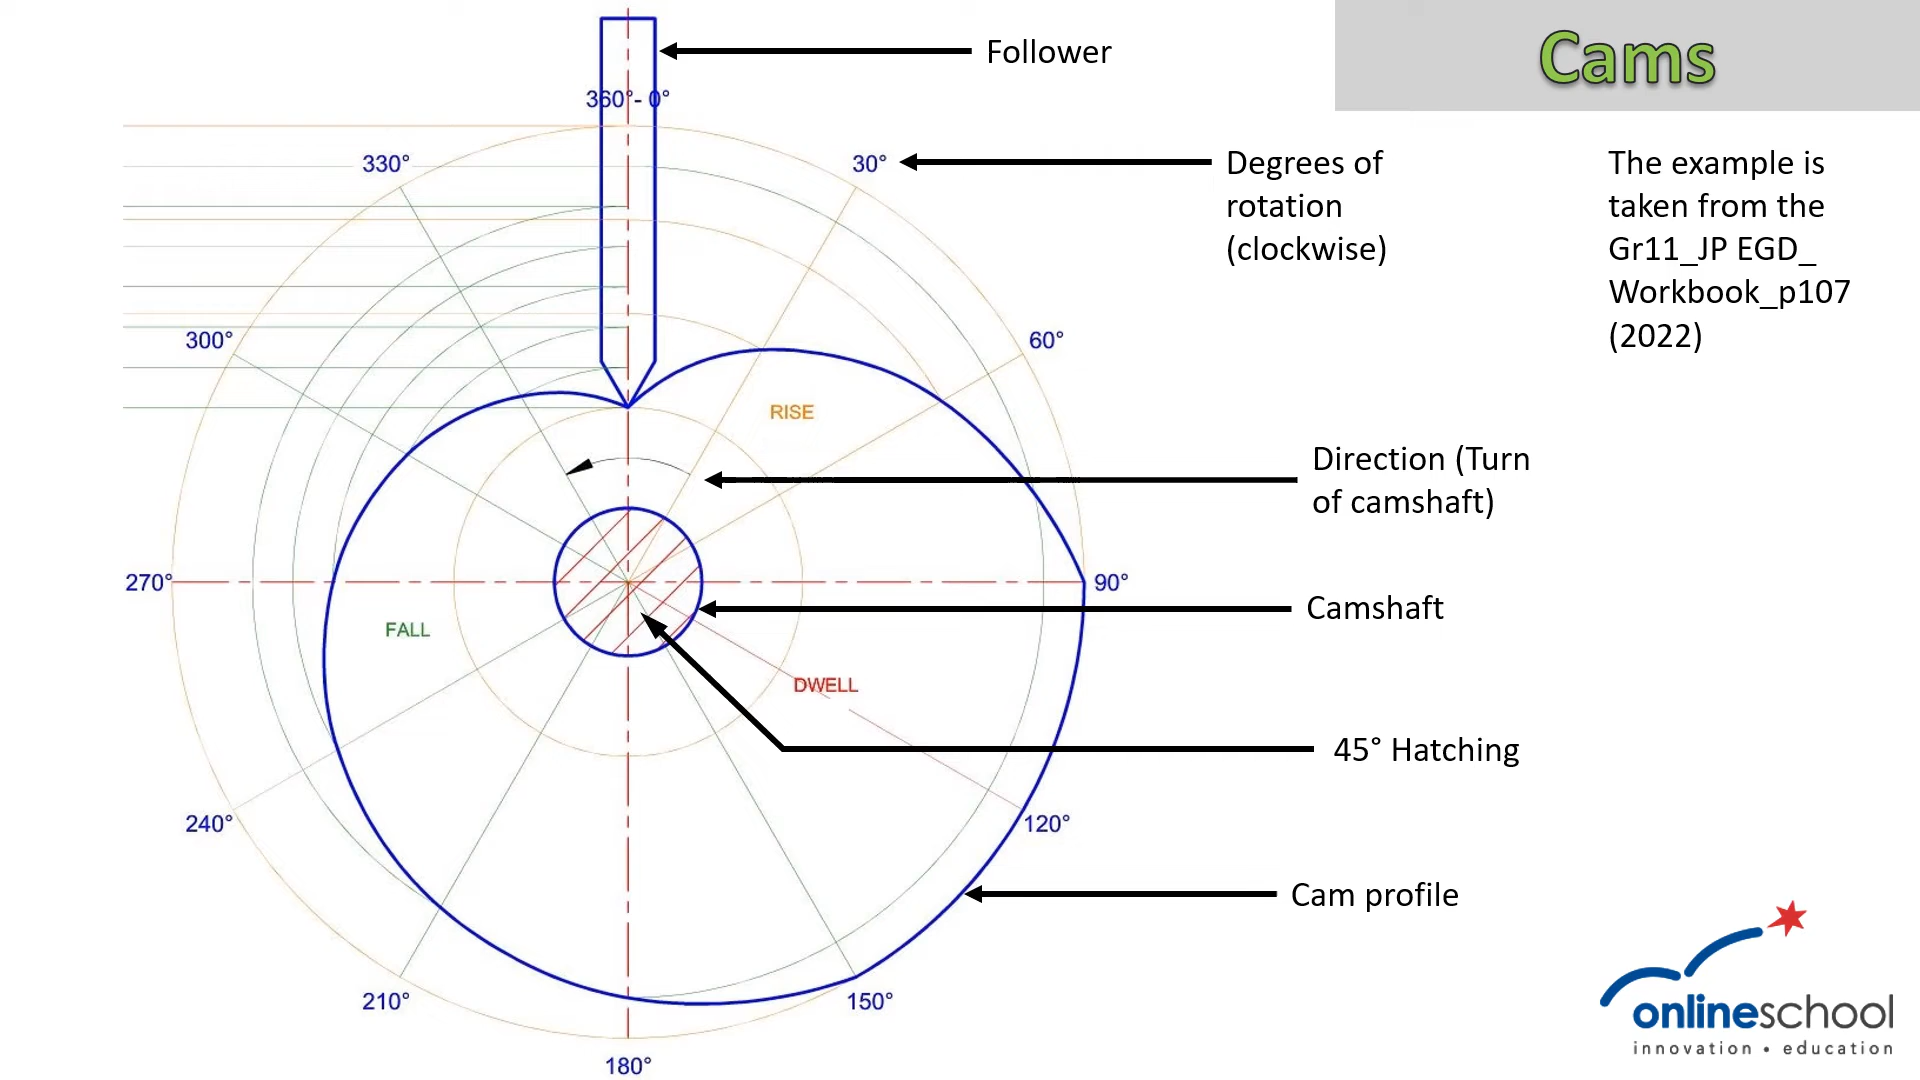 Cams
Follower
360°- 0°
330°
30°
Degrees of
rotation
(clockwise)
The example is
taken from the
Gr11_JP EGD_
Workbook_p107
(2022)
300°
60°
RISE
Direction (Turn
of camshaft)
270°
90°
Camshaft
FALL
DWELL
45° Hatching
240°
120°
Cam profile
210°
150°
180°
onlineschool
innovation • education